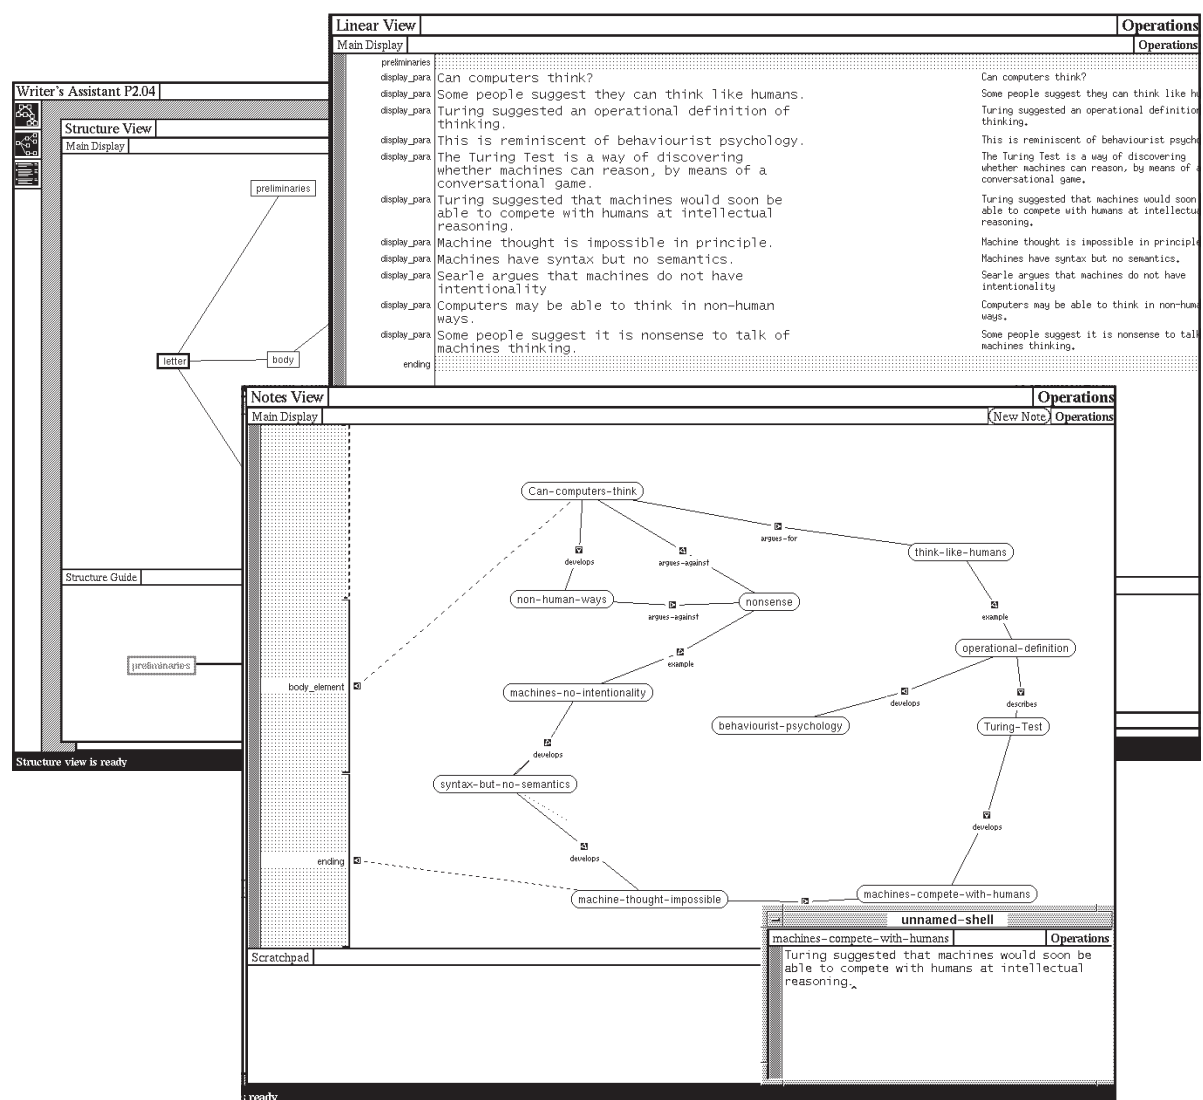 Linear View
Operations
Main Display
Operations
preliminaries
display_para Can computers think?
display_para Some people suggest they can think like humans.
display_para Turing suggested an operational definition of
thinking.
display_para This is reminiscent of behaviourist psychology.
display_para The Turing Test is a way of discovering
whether machines can reason, by means of a
conversational game.
display_para Turing suggested that machines would soon be
able to compete with humans at intellectual
reasoning.
display_para Machine thought is impossible in principle.
display_para Machines have syntax but no semantics.
display_para Searle argues that machines do not have
intentionality
display_para Computers may be able to think in non-human
ways.
display_para Some people suggest it is nonsense to talk of
machines thinking.
ending
Can computers think?
Some people suggest they can think like
Turing suggested an operational definition
thinking.
This is reminiscent of behaviourist
The Turing Test is a way of discovering
whether machines can reason, by means of
conversational game.
Turing suggested that machines would soon
able to compete with humans at intellectual
reasoning.
Machine thought is impossible in principle
Machines have syntax but no semantics.
Searle argues that machines do not have
intentionality
Computers may be able to think in
ways.
Some people suggest it is nonsense to
machines thinking.
Writer's Assistant P2.04
Structure View
Main Display
preliminaries
letter
body
Structure Guide
preliminaries
Structure view is ready
Notes View
Operations
Main Display
New Note
Operations
Can-computers-think
argues-for
think-like-humans
develops
argues-against
non-human-ways
argues-against
nonsense
example
example
operational-definition
body_element
machines-no-intentionality
develops
describes
behaviourist-psychology
Turing-Test
develops
syntax-but-no-semantics
develops
develops
ending
machine-thought-impossible
machines-compete-with-humans
Scratchpad
unnamed-shell
machines-compete-with-humans
Operations
Turing suggested that machines would soon be
able to compete with humans at intellectual
reasoning.
ready